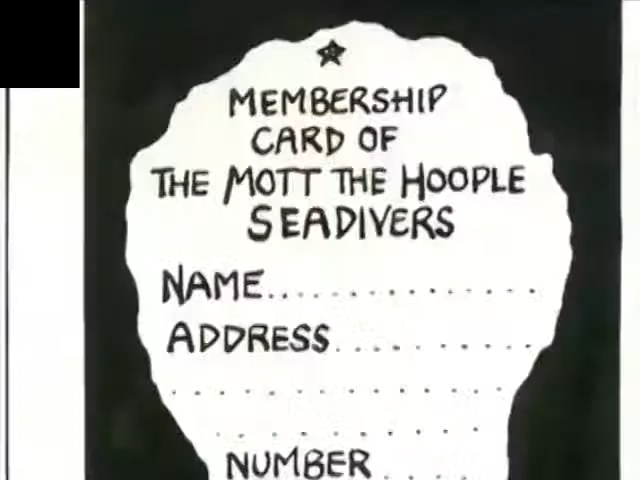 MEMBERSHIP
CARD OF
THE MOTT THE HOOPLE
SEADIVERS
NAME..................
ADDRESS............
..................
..............
NUMBER....